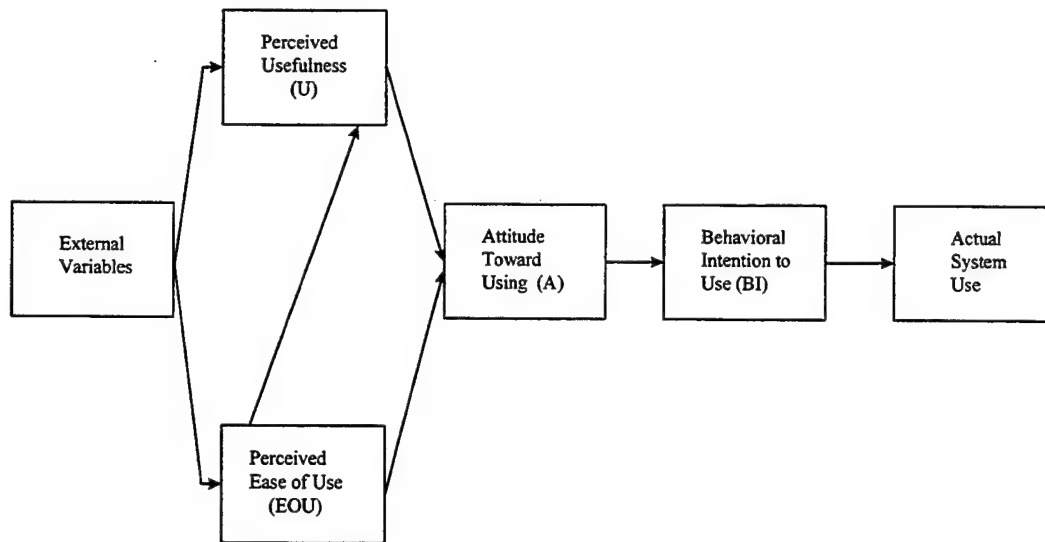 Perceived
Usefulness
(U)
External
Variables
Attitude
Toward
Using (A)
Behavioral
Intention to
Use (BI)
Actual
System
Use
Perceived
Ease of Use
(EOU)